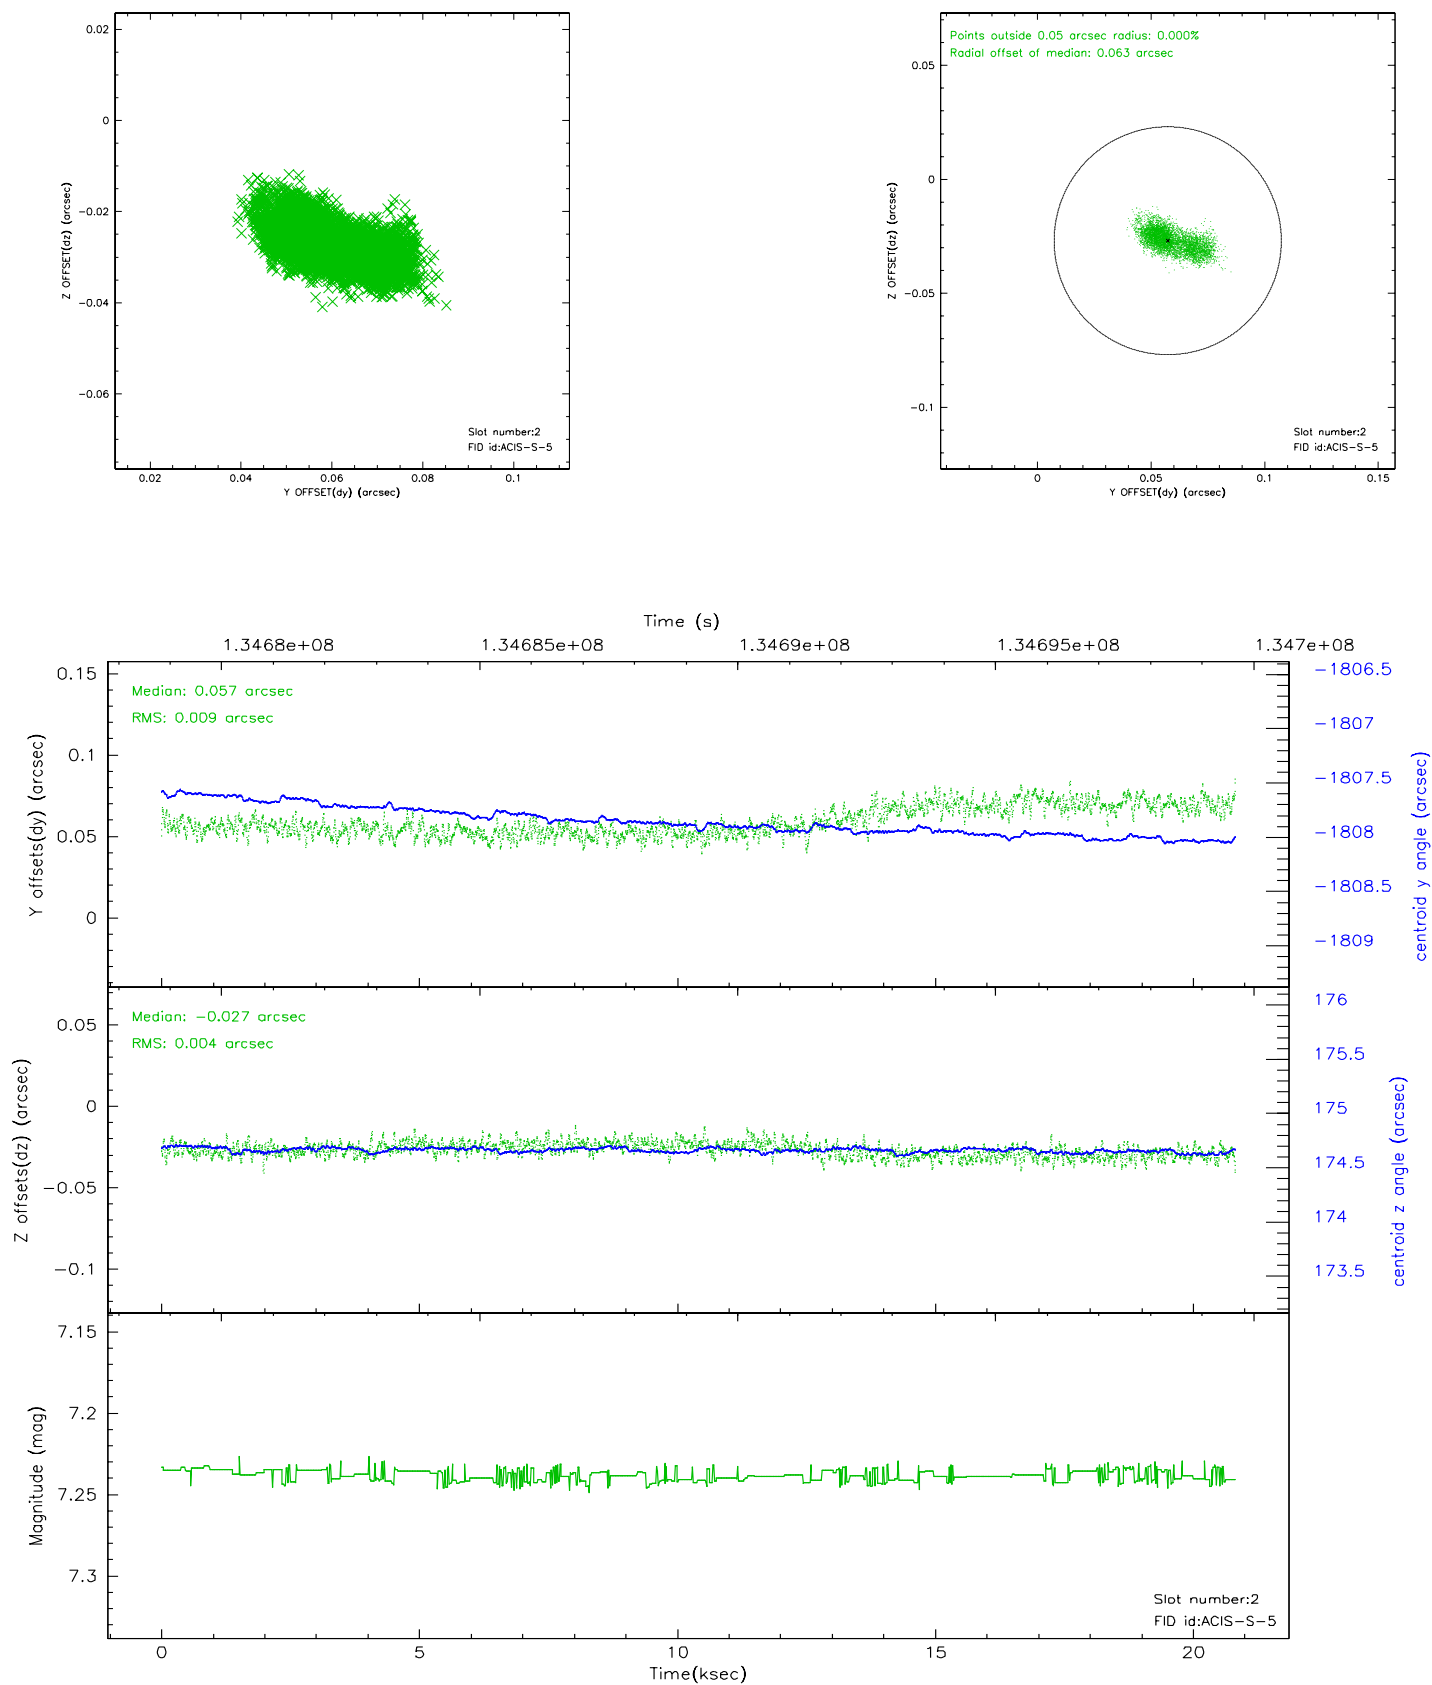 0.02
0
-0.02
-0.04
-0.06
Z OFFSET(dz) (arcsec)
0.02 0.04 0.06 0.08 0.1
Y OFFSET(dy) (arcsec)
Slot number:2
FID id:ACIS-S-5
Points outside 0.05 arcsec radius: 0.000%
Radial offset of median: 0.063 arcsec
0.05
0
-0.05
-0.1
Z OFFSET(dz) (arcsec)
0 0.05 0.1 0.15
Y OFFSET(dy) (arcsec)
Slot number:2
FID id:ACIS-S-5
Time (s)
1.3468e+08 1.34685e+08 1.3469e+08 1.34695e+08 1.347e+08
Median: 0.057 arcsec
RMS: 0.009 arcsec
0.15
0.1
0.05
0
Y offsets(dy) (arcsec)
-1806.5
-1807
-1807.5
-1808
-1808.5
-1809
centroid y angle (arcsec)
Median: -0.027 arcsec
RMS: 0.004 arcsec
0.05
0
-0.05
-0.1
Z offsets(dz) (arcsec)
176
175.5
175
174.5
174
173.5
centroid z angle (arcsec)
7.15
7.2
7.25
7.3
Magnitude (mag)
Slot number:2
FID id:ACIS-S-5
0 5 10 15 20
Time(ksec)